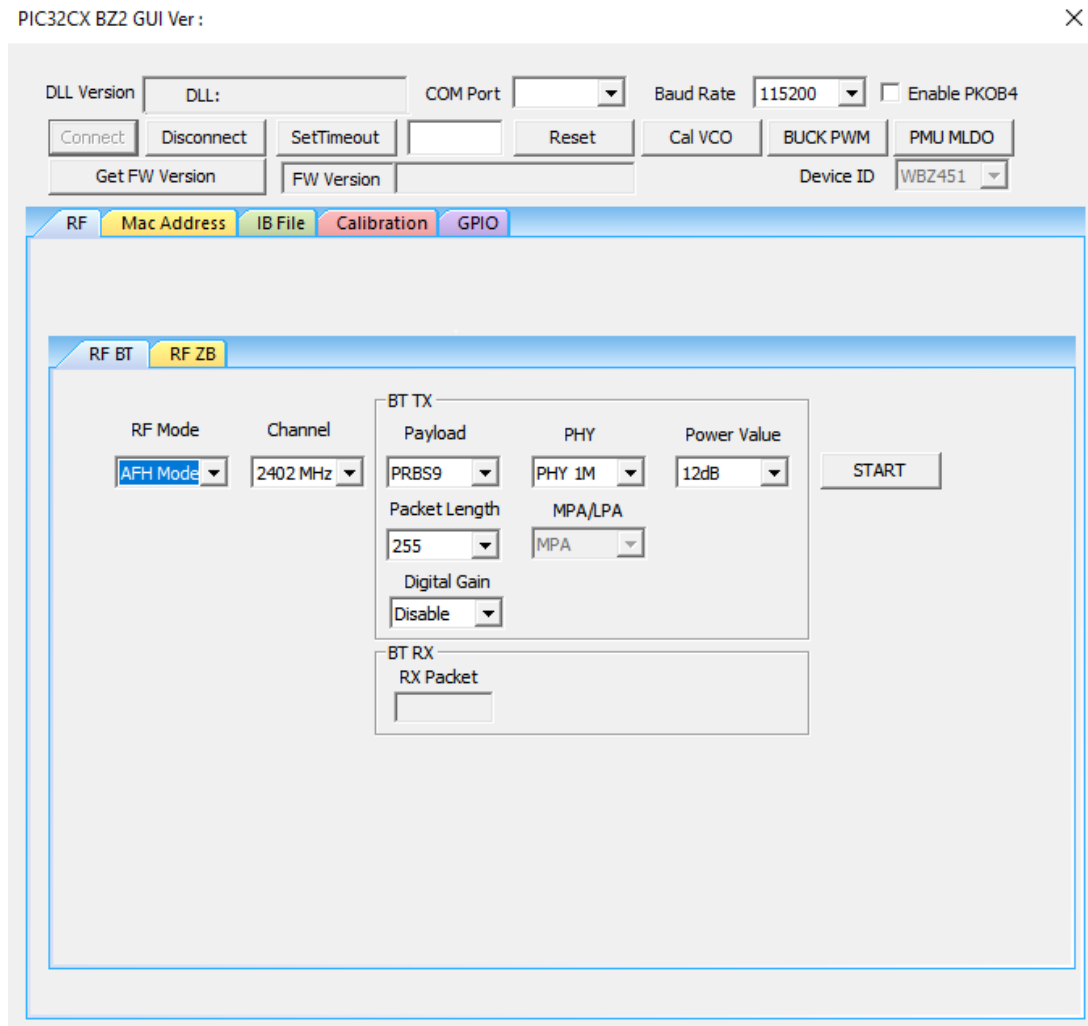 PIC32CX BZ2 GUI Ver :
DLL Version DLL: COM Port Baud Rate 115200 Enable PKOB4
Connect Disconnect SetTimeout Reset Cal VCO BUCK PWM PMU MLDO
Get FW Version FW Version Device ID WBZ451
RF Mac Address IB File Calibration GPIO
RF BT RF ZB
BT TX
RF Mode Channel Payload PHY Power Value
AFH Mode 2402 MHz PRBS9 PHY 1M 12dB START
Packet Length MPA/LPA
255 MPA
Digital Gain
Disable
BT RX
RX Packet